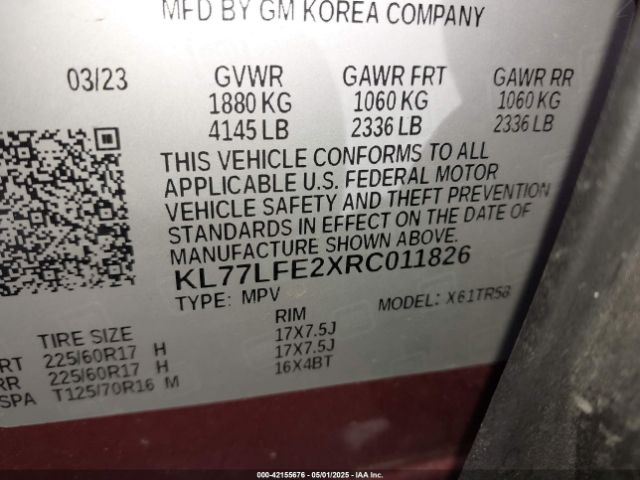 MFD BY GM KOREA COMPANY
03/23 GVWR GAWR FRT GAWR RR
1880 KG 1060 KG 1060 KG
4145 LB 2336 LB 2336 LB
THIS VEHICLE CONFORMS TO ALL
APPLICABLE U.S. FEDERAL MOTOR
VEHICLE SAFETY AND THEFT PREVENTION
STANDARDS IN EFFECT ON THE DATE OF
MANUFACTURE SHOWN ABOVE.
KL77LFE2XRC011826
TYPE: MPV MODEL: X61TR58
TIRE SIZE RIM
FRT 225/60R17 H 17X7.5J
RR 225/60R17 H 17X7.5J
SPA T125/70R16 M 16X4BT
000-42155676 - 05/01/2025 - IAA Inc.